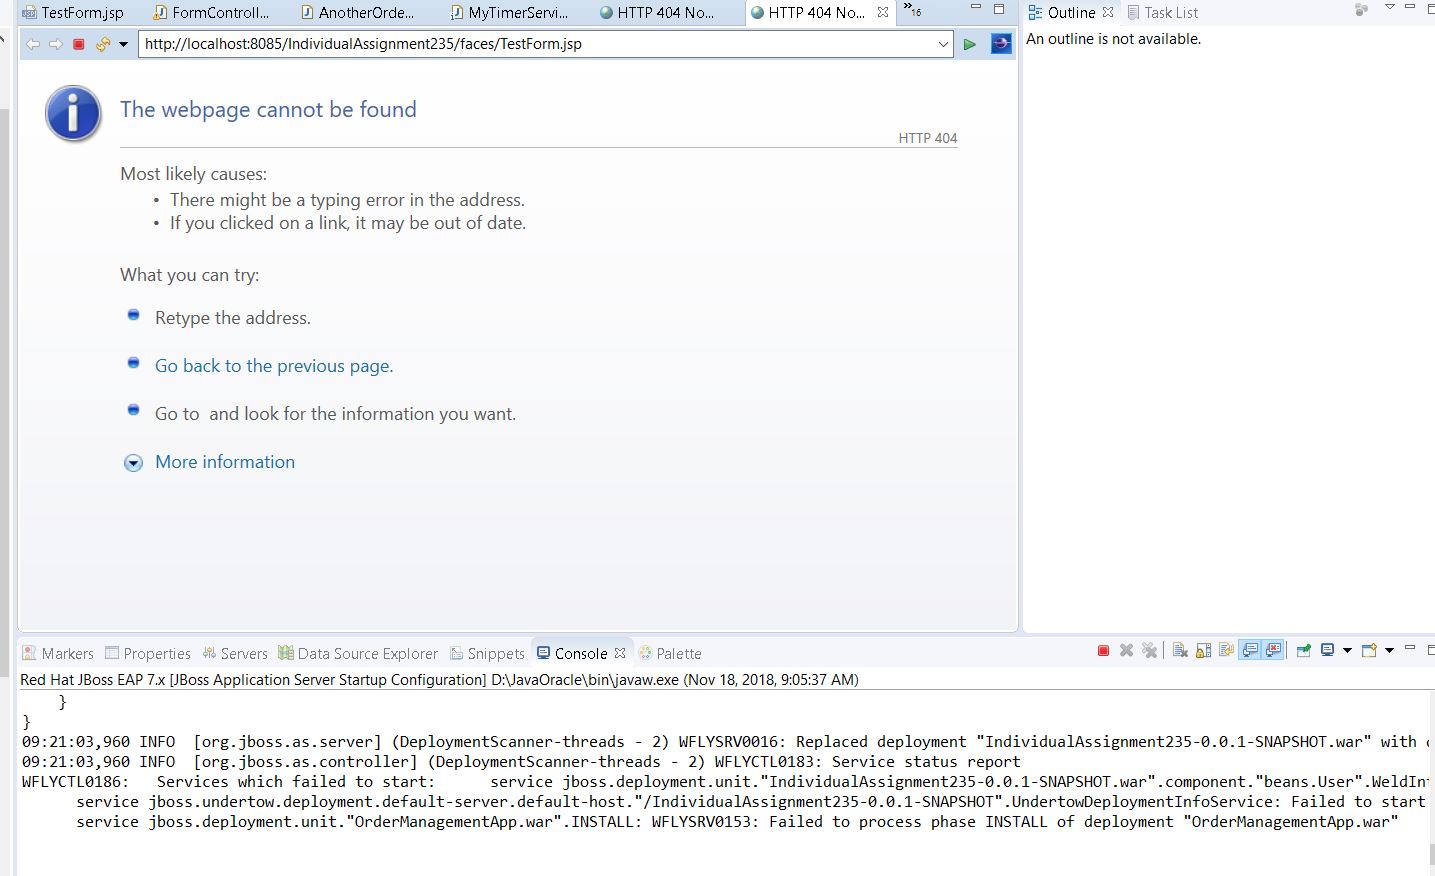 TestForm.jsp FormControll... AnotherOrde... MyTimerServi... HTTP 404 No... HTTP 404 No... 16
Outline Task List
http://localhost:8085/IndividualAssignment235/faces/TestForm.jsp
An outline is not available.
The webpage cannot be found
HTTP 404
Most likely causes:
• There might be a typing error in the address.
• If you clicked on a link, it may be out of date.
What you can try:
Retype the address.
Go back to the previous page.
Go to and look for the information you want.
More information
Markers Properties Servers Data Source Explorer Snippets Console Palette
Red Hat JBoss EAP 7.x [JBoss Application Server Startup Configuration] D:\JavaOracle\bin\javaw.exe (Nov 18, 2018, 9:05:37 AM)
}
}
09:21:03,960 INFO [org.jboss.as.server] (DeploymentScanner-threads - 2) WFLYSRV0016: Replaced deployment "IndividualAssignment235-0.0.1-SNAPSHOT.war" with
09:21:03,960 INFO [org.jboss.as.controller] (DeploymentScanner-threads - 2) WFLYCTL0183: Service status report
WFLYCTL0186: Services which failed to start: service jboss.deployment.unit."IndividualAssignment235-0.0.1-SNAPSHOT.war".component."beans.User".WeldIn
service jboss.undertow.deployment.default-server.default-host."/IndividualAssignment235-0.0.1-SNAPSHOT".UndertowDeploymentInfoService: Failed to start
service jboss.deployment.unit."OrderManagementApp.war".INSTALL: WFLYSRV0153: Failed to process phase INSTALL of deployment "OrderManagementApp.war"